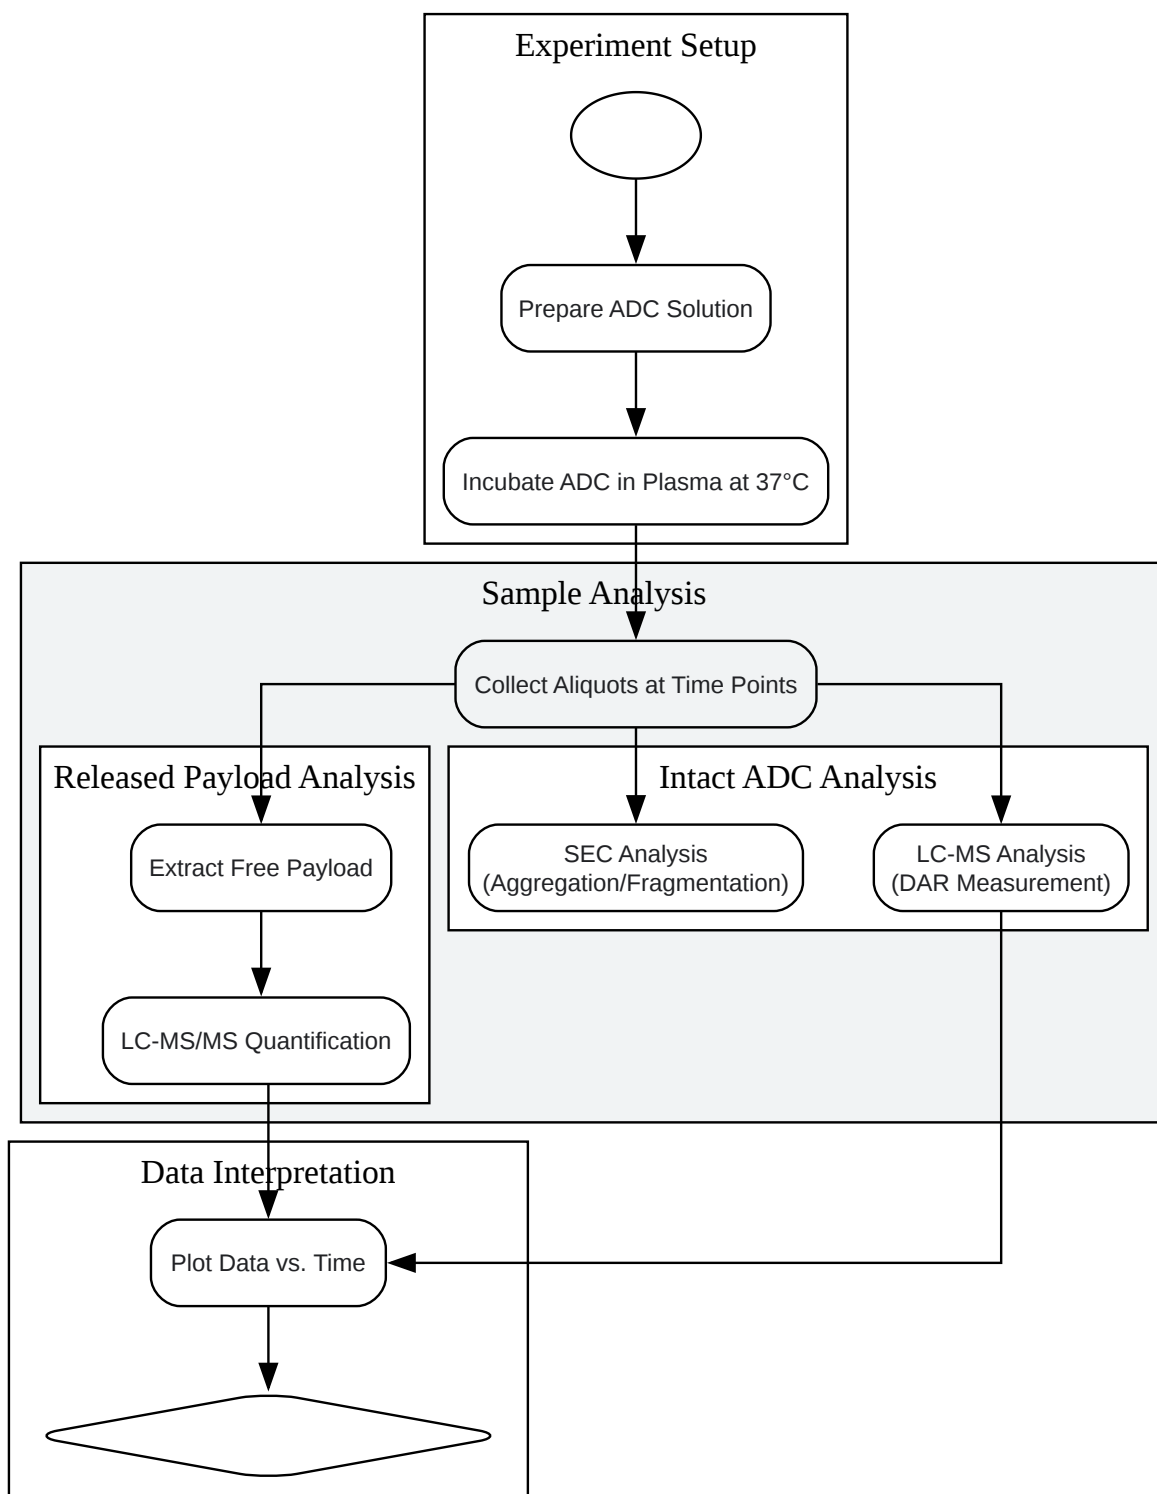 Experiment Setup
Prepare ADC Solution
Incubate ADC in Plasma at 37°C
Sample Analysis
Collect Aliquots at Time Points
Released Payload Analysis
Intact ADC Analysis
Extract Free Payload
SEC Analysis
(Aggregation/Fragmentation)
LC-MS Analysis
(DAR Measurement)
LC-MS/MS Quantification
Data Interpretation
Plot Data vs. Time